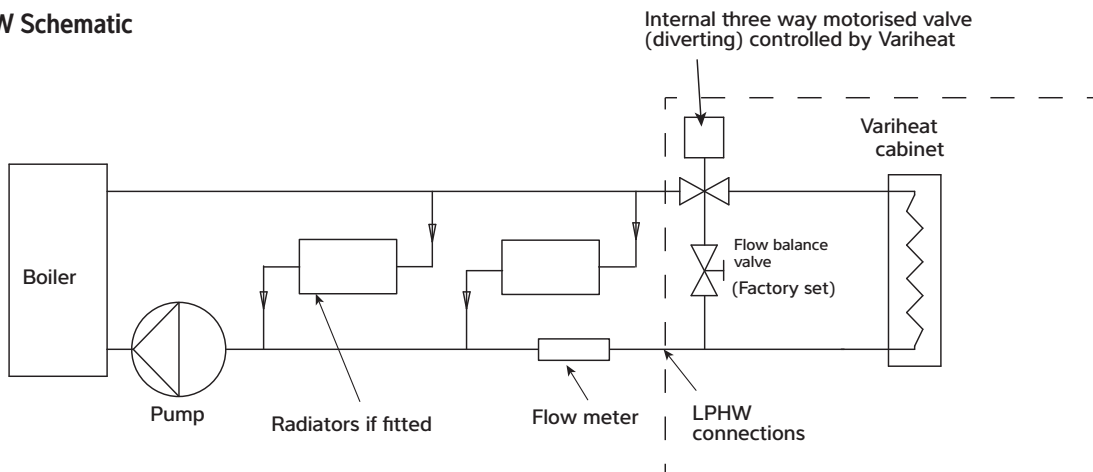 W Schematic
Internal three way motorised valve
(diverting) controlled by Variheat
Variheat
cabinet
Boiler
Flow balance
valve
(Factory set)
Pump
Radiators if fitted
Flow meter
LPHW
connections